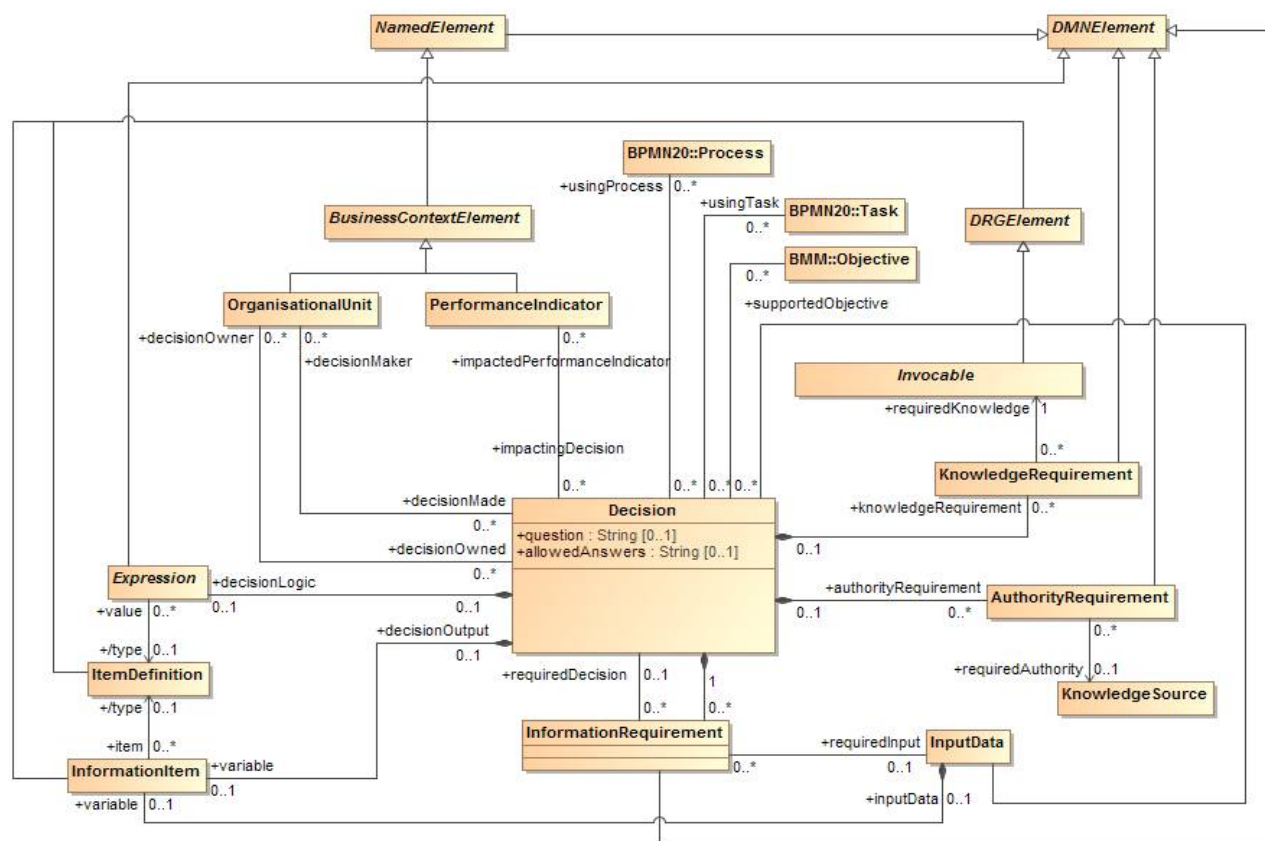 NamedElement
DMNElement
BPMN20::Process
+usingProcess
0..*
+usingTask
BPMN20::Task
0..*
BusinessContextElement
DRGElement
BMM::Objective
0..*
+supportedObjective
OrganisationalUnit
PerformanceIndicator
+decisionOwner
0..*
0..*
0..*
+decisionMaker
+impactedPerformanceIndicator
Invocable
+requiredKnowledge
1
0..*
+impactingDecision
KnowledgeRequirement
0..*
0..*
0..*
0..*
0..*
+decisionMade
0..*
Decision
+question : String [0..1]
+allowedAnswers : String [0..1]
+knowledgeRequirement
0..*
0..1
+decisionOwned
0..*
Expression
+decisionLogic
0..1
0..1
+value
0..*
+authorityRequirement
0..1
0..*
AuthorityRequirement
0..*
+decisionOutput
0..1
+/type
0..1
ItemDefinition
+requiredDecision
0..1
1
+requiredAuthority
0..1
KnowledgeSource
+/type
0..1
0..*
0..*
InformationRequirement
+item
0..*
+requiredInput
0..*
0..1
InputData
InformationItem
+variable
0..1
+variable
0..1
+inputData
0..1